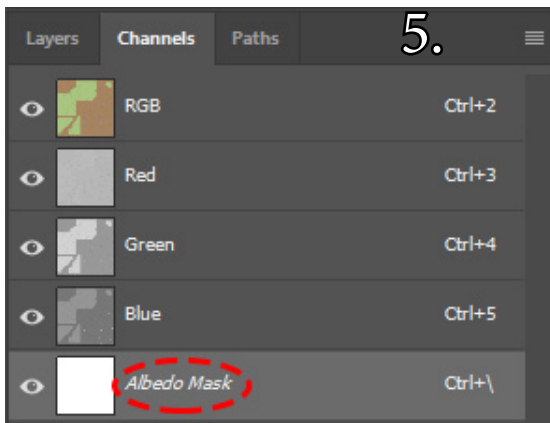 Layers Channels Paths 5.
RGB Ctrl+2
Red Ctrl+3
Green Ctrl+4
Blue Ctrl+5
Albedo Mask Ctrl+\